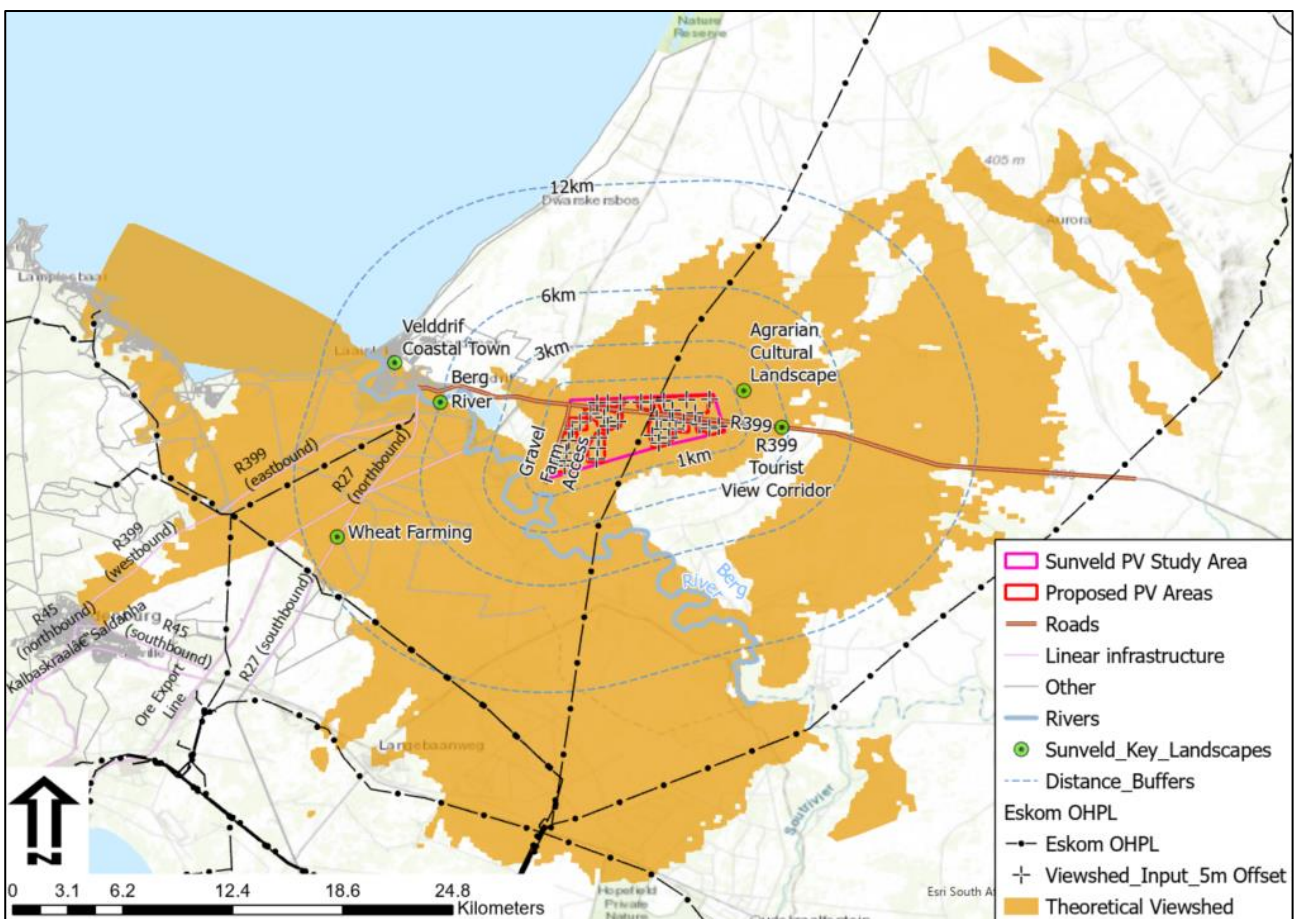 Nature
Reserve
12km
Dwarskersbos
405 m
Aurora
6km
Velddrif
Coastal Town
3km
Agrarian
Cultural
Landscape
Berg
River
R399
R399
Tourist
View Corridor
Gravel
Farm
Access
1km
R399
(eastbound)
R27
(northbound)
Wheat Farming
R399
(westbound)
Berg
River
R45
(northbound)
Kalbaskraalâ€"Saldanha
R45
(southbound)
R27 (southbound)
Ore Export
Line
Langebaanweg
Soutrivier
Hopefield
Private
Nature
Esri South Af
N
0 3.1 6.2 12.4 18.6 24.8
Kilometers
Sunveld PV Study Area
Proposed PV Areas
Roads
Linear infrastructure
Other
Rivers
Sunveld_Key_Landscapes
Distance_Buffers
Eskom OHPL
Eskom OHPL
Viewshed_Input_5m Offset
Theoretical Viewshed